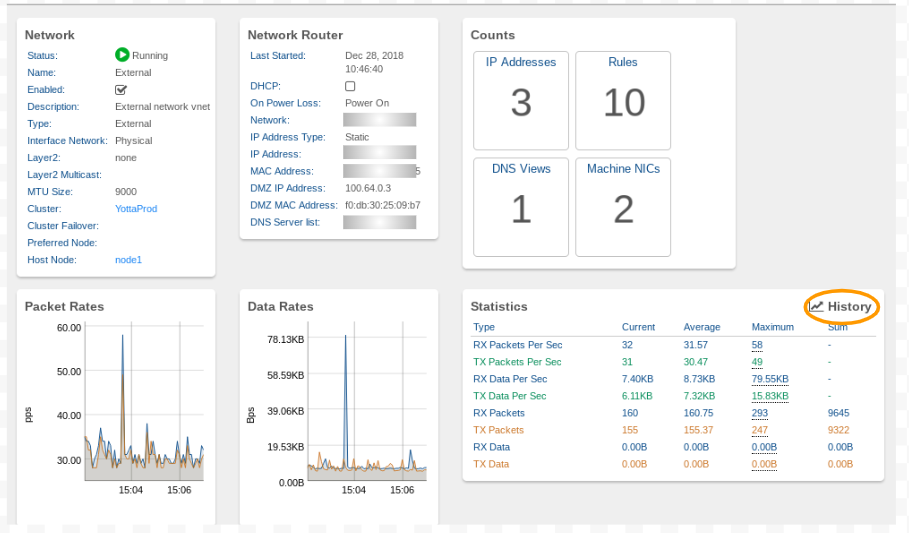 Network
Status: Running
Name: External
Enabled:
Description: External network vnet
Type: External
Interface Network: Physical
Layer2: none
Layer2 Multicast:
MTU Size: 9000
Cluster: YottaProd
Cluster Failover:
Preferred Node:
Host Node: node1
Network Router
Last Started: Dec 28, 2018
10:46:40
DHCP:
On Power Loss: Power On
Network:
IP Address Type: Static
IP Address:
MAC Address: 5
DMZ IP Address: 100.64.0.3
DMZ MAC Address: f0:db:30:25:09:b7
DNS Server list:
Counts
IP Addresses
3
Rules
10
DNS Views
1
Machine NICs
2
Packet Rates
60.00
50.00
40.00
30.00
pps
15:04 15:06
Data Rates
78.13KB
58.59KB
39.06KB
19.53KB
0.00B
Bps
15:04 15:06
Statistics History
Type Current Average Maximum Sum
RX Packets Per Sec 32 31.57 58 -
TX Packets Per Sec 31 30.47 49 -
RX Data Per Sec 7.40KB 8.73KB 79.55KB -
TX Data Per Sec 6.11KB 7.32KB 15.83KB -
RX Packets 160 160.75 293 9645
TX Packets 155 155.37 247 9322
RX Data 0.00B 0.00B 0.00B 0.00B
TX Data 0.00B 0.00B 0.00B 0.00B